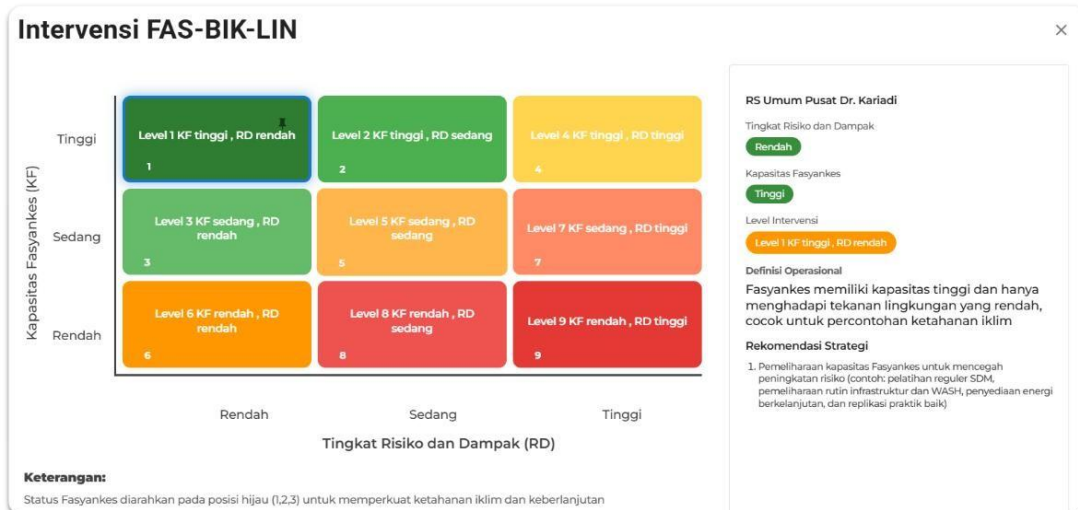 Intervensi FAS-BIK-LIN
×
Kapasitas Fasyankes (KF)
Tinggi
Level 1 KF tinggi , RD rendah
1
Level 2 KF tinggi , RD sedang
2
Level 4 KF tinggi , RD tinggi
4
Sedang
Level 3 KF sedang , RD
rendah
3
Level 5 KF sedang , RD
sedang
5
Level 7 KF sedang , RD tinggi
7
Rendah
Level 6 KF rendah , RD
rendah
6
Level 8 KF rendah , RD
sedang
8
Level 9 KF rendah , RD tinggi
9
Rendah
Sedang
Tinggi
Tingkat Risiko dan Dampak (RD)
Keterangan:
Status Fasyankes diarahkan pada posisi hijau (1,2,3) untuk memperkuat ketahanan iklim dan keberlanjutan
RS Umum Pusat Dr. Kariadi
Tingkat Risiko dan Dampak
Rendah
Kapasitas Fasyankes
Tinggi
Level Intervensi
Level 1 KF tinggi , RD rendah
Definisi Operasional
Fasyankes memiliki kapasitas tinggi dan hanya
menghadapi tekanan lingkungan yang rendah,
cocok untuk percontohan ketahanan iklim
Rekomendasi Strategi
1. Pemeliharaan kapasitas Fasyankes untuk mencegah
peningkatan risiko (contoh: pelatihan reguler SDM,
pemeliharaan rutin infrastruktur dan WASH, penyediaan energi
berkelanjutan, dan replikasi praktik baik)